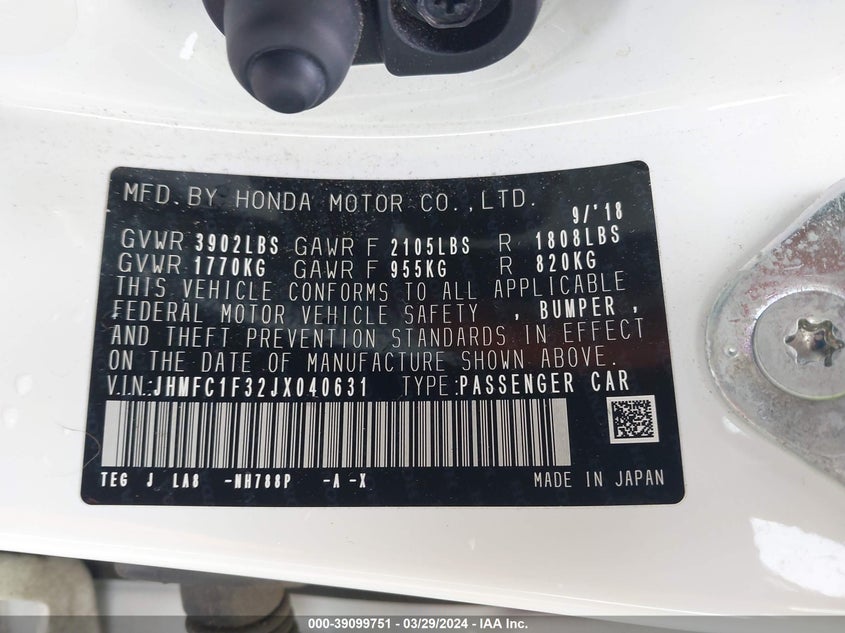 MFD. BY HONDA MOTOR CO., LTD. 9/'18
GVWR 3902LBS GAWR F 2105LBS R 1808LBS
GVWR 1770KG GAWR F 955KG R 820KG
THIS VEHICLE CONFORMS TO ALL APPLICABLE
FEDERAL MOTOR VEHICLE SAFETY , BUMPER ,
AND THEFT PREVENTION STANDARDS IN EFFECT
ON THE DATE OF MANUFACTURE SHOWN ABOVE.
V.I.N.:JHMFC1F32JX040631 TYPE:PASSENGER CAR
TEG J LA8 -NH788P -A -X MADE IN JAPAN
000-39099751 / 03/29/2024 - IAA Inc.